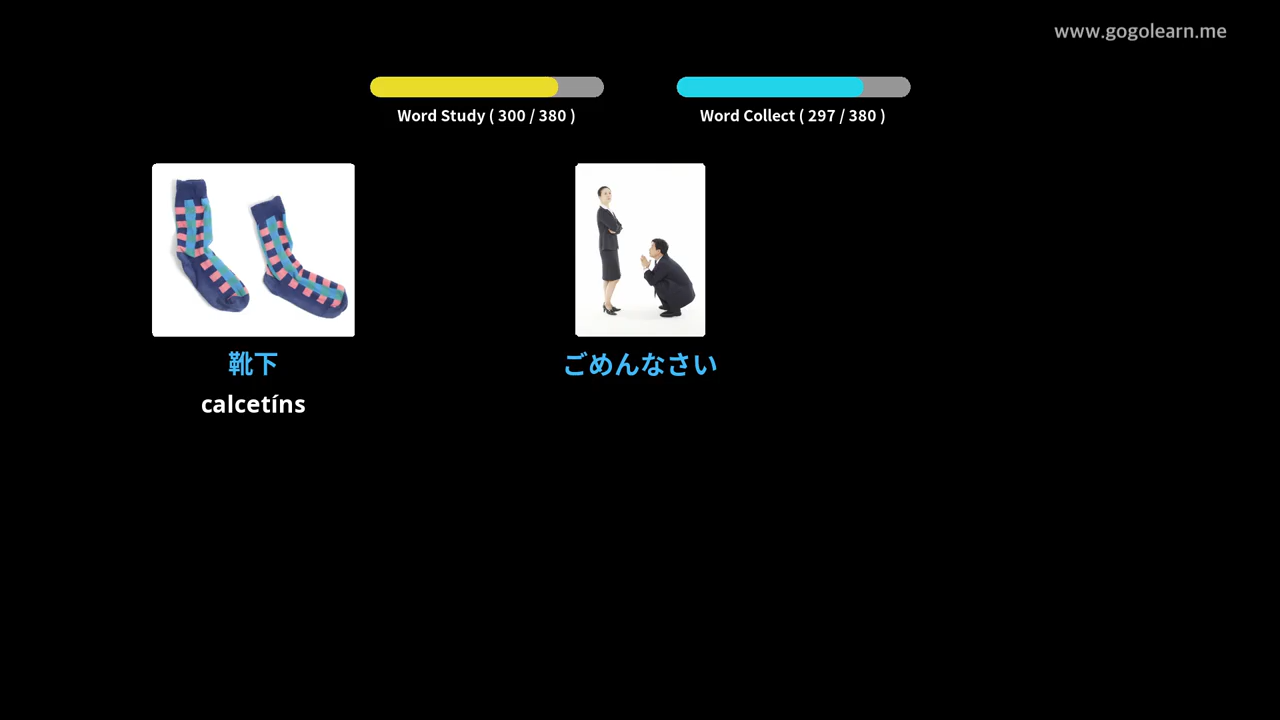 www.gogolearn.me
Word Study ( 300 / 380 )
Word Collect ( 297 / 380 )
靴下
calcetíns
ごめんなさい